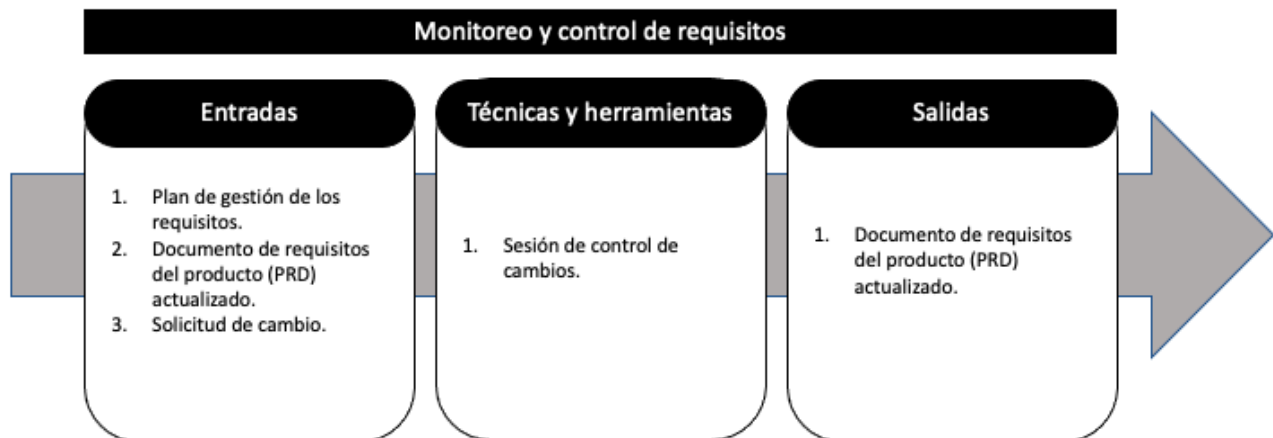 Monitoreo y control de requisitos
Entradas
1. Plan de gestión de los
requisitos.
2. Documento de requisitos
del producto (PRD)
actualizado.
3. Solicitud de cambio.
Técnicas y herramientas
1. Sesión de control de
cambios.
Salidas
1. Documento de requisitos
del producto (PRD)
actualizado.